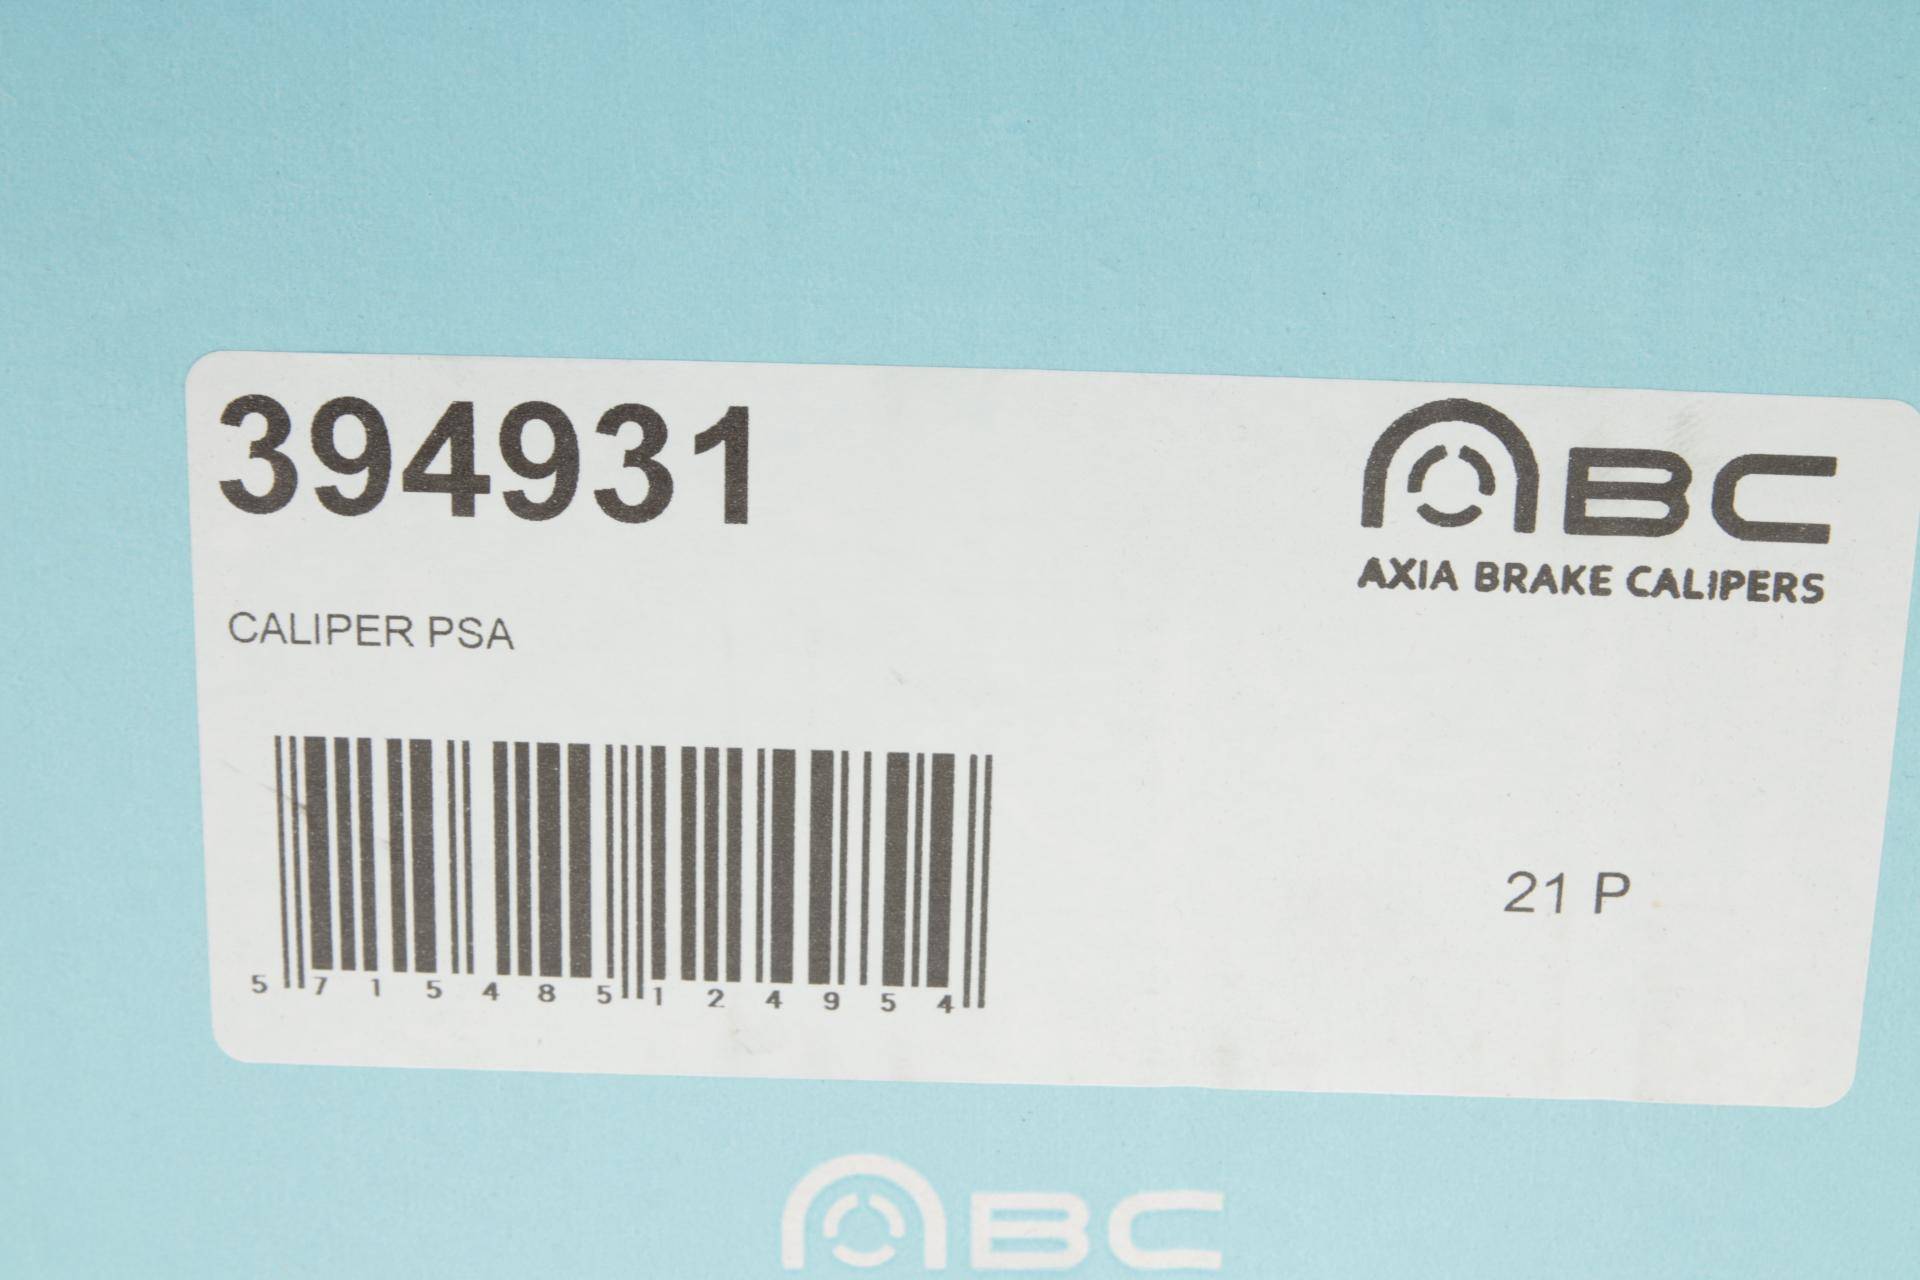 394931
ABC
AXIA BRAKE CALIPERS
CALIPER PSA
21 P
5 715485 124954
ABC